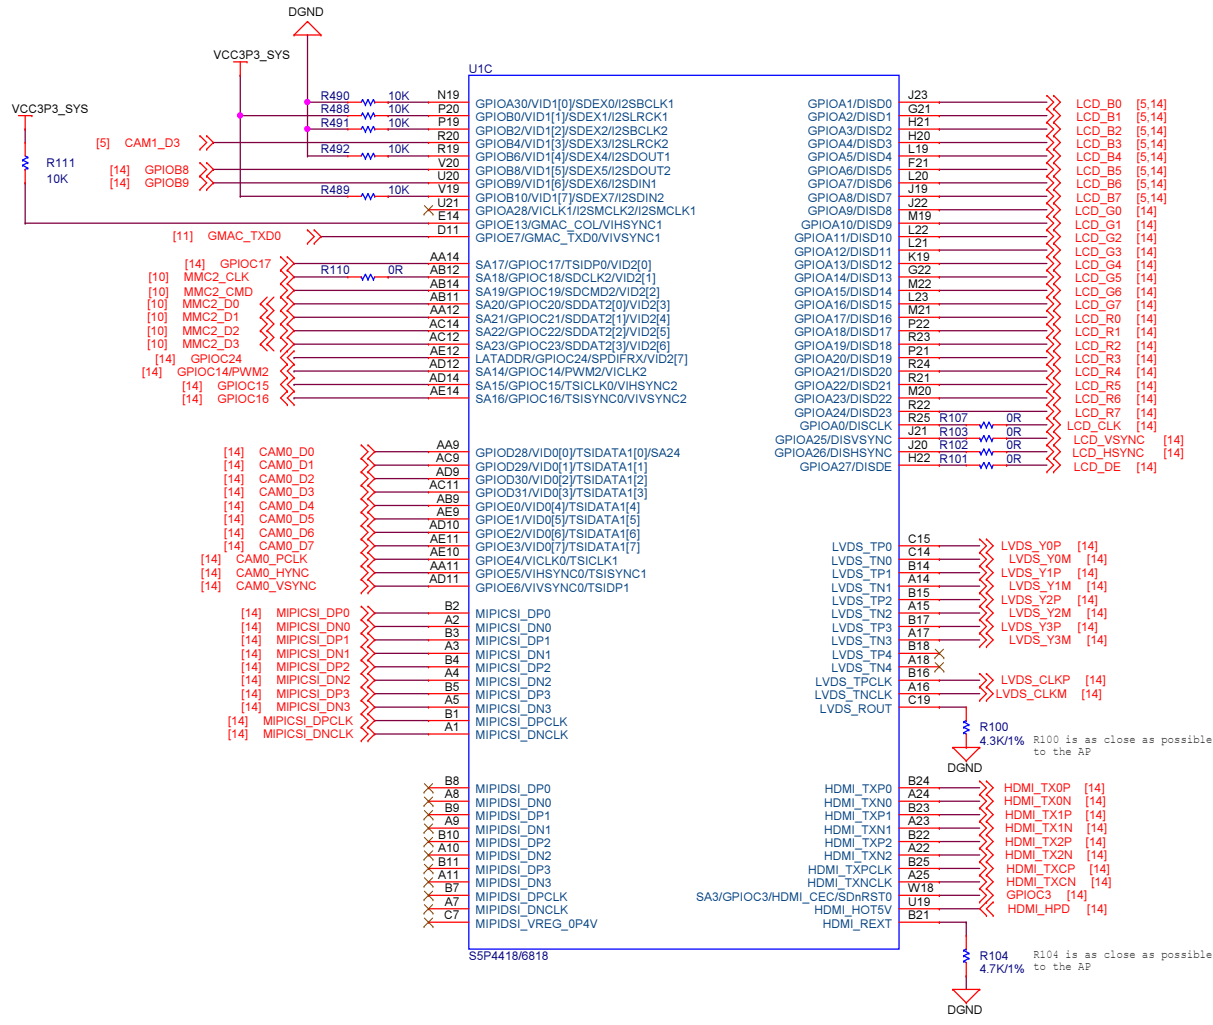 DGND
VCC3P3_SYS
VCC3P3_SYS
U1C
R490 10K N19 GPIOA30/VID1[0]/SDEX0/I2SBCLK1
R488 10K P20 GPIOB0/VID1[1]/SDEX1/I2SLRCK1
R491 10K P19 GPIOB2/VID1[2]/SDEX2/I2SBCLK2
[5] CAM1_D3 R20 GPIOB4/VID1[3]/SDEX3/I2SLRCK2
R492 10K R19 GPIOB6/VID1[4]/SDEX4/I2SDOUT1
R111
10K
[14] GPIOB8 V20 GPIOB8/VID1[5]/SDEX5/I2SDOUT2
[14] GPIOB9 U20 GPIOB9/VID1[6]/SDEX6/I2SDIN1
R489 10K V19 GPIOB10/VID1[7]/SDEX7/I2SDIN2
U21 GPIOA28/VICLK1/I2SMCLK2/I2SMCLK1
E14 GPIOE13/GMAC_COL/VIHSYNC1
[11] GMAC_TXD0 D11 GPIOE7/GMAC_TXD0/VIVSYNC1
[14] GPIOC17 AA14 SA17/GPIOC17/TSIDP0/VID2[0]
[10] MMC2_CLK R110 0R AB12 SA18/GPIOC18/SDCLK2/VID2[1]
[10] MMC2_CMD AB14 SA19/GPIOC19/SDCMD2/VID2[2]
[10] MMC2_D0 AB11 SA20/GPIOC20/SDDAT2[0]/VID2[3]
[10] MMC2_D1 AA12 SA21/GPIOC21/SDDAT2[1]/VID2[4]
[10] MMC2_D2 AC14 SA22/GPIOC22/SDDAT2[2]/VID2[5]
[10] MMC2_D3 AC12 SA23/GPIOC23/SDDAT2[3]/VID2[6]
[14] GPIOC24 AE12 LATADDR/GPIOC24/SPDIFRX/VID2[7]
[14] GPIOC14/PWM2 AD12 SA14/GPIOC14/PWM2/VICLK2
[14] GPIOC15 AD14 SA15/GPIOC15/TSICLK0/VIHSYNC2
[14] GPIOC16 AE14 SA16/GPIOC16/TSISYNC0/VIVSYNC2
[14] CAM0_D0 AA9 GPIOD28/VID0[0]/TSIDATA1[0]/SA24
[14] CAM0_D1 AC9 GPIOD29/VID0[1]/TSIDATA1[1]
[14] CAM0_D2 AD9 GPIOD30/VID0[2]/TSIDATA1[2]
[14] CAM0_D3 AC11 GPIOD31/VID0[3]/TSIDATA1[3]
[14] CAM0_D4 AB9 GPIOE0/VID0[4]/TSIDATA1[4]
[14] CAM0_D5 AE9 GPIOE1/VID0[5]/TSIDATA1[5]
[14] CAM0_D6 AD10 GPIOE2/VID0[6]/TSIDATA1[6]
[14] CAM0_D7 AE11 GPIOE3/VID0[7]/TSIDATA1[7]
[14] CAM0_PCLK AE10 GPIOE4/VICLK0/TSICLK1
[14] CAM0_HYNC AA11 GPIOE5/VIHSYNC0/TSISYNC1
[14] CAM0_VSYNC AD11 GPIOE6/VIVSYNC0/TSIDP1
[14] MIPICSI_DP0 B2 MIPICSI_DP0
[14] MIPICSI_DN0 A2 MIPICSI_DN0
[14] MIPICSI_DP1 B3 MIPICSI_DP1
[14] MIPICSI_DN1 A3 MIPICSI_DN1
[14] MIPICSI_DP2 B4 MIPICSI_DP2
[14] MIPICSI_DN2 A4 MIPICSI_DN2
[14] MIPICSI_DP3 B5 MIPICSI_DP3
[14] MIPICSI_DN3 A5 MIPICSI_DN3
[14] MIPICSI_DPCLK B1 MIPICSI_DPCLK
[14] MIPICSI_DNCLK A1 MIPICSI_DNCLK
B8 MIPIDSI_DP0
A8 MIPIDSI_DN0
B9 MIPIDSI_DP1
A9 MIPIDSI_DN1
B10 MIPIDSI_DP2
A10 MIPIDSI_DN2
B11 MIPIDSI_DP3
A11 MIPIDSI_DN3
B7 MIPIDSI_DPCLK
A7 MIPIDSI_DNCLK
C7 MIPIDSI_VREG_0P4V
GPIOA1/DISD0 J23 LCD_B0 [5,14]
GPIOA2/DISD1 G21 LCD_B1 [5,14]
GPIOA3/DISD2 H21 LCD_B2 [5,14]
GPIOA4/DISD3 H20 LCD_B3 [5,14]
GPIOA5/DISD4 L19 LCD_B4 [5,14]
GPIOA6/DISD5 F21 LCD_B5 [5,14]
GPIOA7/DISD6 L20 LCD_B6 [5,14]
GPIOA8/DISD7 J19 LCD_B7 [5,14]
GPIOA9/DISD8 J22 LCD_G0 [14]
GPIOA10/DISD9 M19 LCD_G1 [14]
GPIOA11/DISD10 L22 LCD_G2 [14]
GPIOA12/DISD11 L21 LCD_G3 [14]
GPIOA13/DISD12 K19 LCD_G4 [14]
GPIOA14/DISD13 G22 LCD_G5 [14]
GPIOA15/DISD14 M22 LCD_G6 [14]
GPIOA16/DISD15 L23 LCD_G7 [14]
GPIOA17/DISD16 M21 LCD_R0 [14]
GPIOA18/DISD17 P22 LCD_R1 [14]
GPIOA19/DISD18 R23 LCD_R2 [14]
GPIOA20/DISD19 P21 LCD_R3 [14]
GPIOA21/DISD20 R24 LCD_R4 [14]
GPIOA22/DISD21 R21 LCD_R5 [14]
GPIOA23/DISD22 M20 LCD_R6 [14]
GPIOA24/DISD23 R22 LCD_R7 [14]
GPIOA0/DISCLK R25 R107 0R LCD_CLK [14]
GPIOA25/DISVSYNC J21 R103 0R LCD_VSYNC [14]
GPIOA26/DISHSYNC J20 R102 0R LCD_HSYNC [14]
GPIOA27/DISDE H22 R101 0R LCD_DE [14]
LVDS_TP0 C15 LVDS_Y0P [14]
LVDS_TN0 C14 LVDS_Y0M [14]
LVDS_TP1 B14 LVDS_Y1P [14]
LVDS_TN1 A14 LVDS_Y1M [14]
LVDS_TP2 B15 LVDS_Y2P [14]
LVDS_TN2 A15 LVDS_Y2M [14]
LVDS_TP3 B17 LVDS_Y3P [14]
LVDS_TN3 A17 LVDS_Y3M [14]
LVDS_TP4 B18
LVDS_TN4 A18
LVDS_TPCLK B16 LVDS_CLKP [14]
LVDS_TNCLK A16 LVDS_CLKM [14]
LVDS_ROUT C19
R100
4.3K/1% R100 is as close as possible
to the AP
DGND
HDMI_TXP0 B24 HDMI_TX0P [14]
HDMI_TXN0 A24 HDMI_TX0N [14]
HDMI_TXP1 B23 HDMI_TX1P [14]
HDMI_TXN1 A23 HDMI_TX1N [14]
HDMI_TXP2 B22 HDMI_TX2P [14]
HDMI_TXN2 A22 HDMI_TX2N [14]
HDMI_TXPCLK B25 HDMI_TXCP [14]
HDMI_TXNCLK A25 HDMI_TXCN [14]
SA3/GPIOC3/HDMI_CEC/SDnRST0 W18 GPIOC3 [14]
HDMI_HOT5V U19 HDMI_HPD [14]
HDMI_REXT B21
S5P4418/6818
R104 R104 is as close as possible
4.7K/1% to the AP
DGND